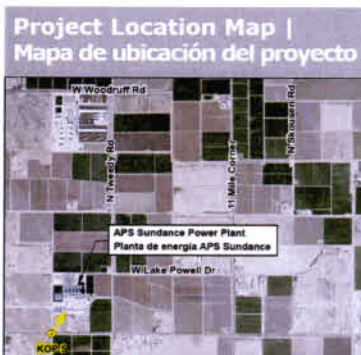 Project Location Map |
Mapa de ubicación del proyecto
W Woodruff Rd
N Tweedy Rd
11 Mile Corner
N Skousen Rd
APS Sundance Power Plant
Planta de energía APS Sundance
W Lake Powell Dr